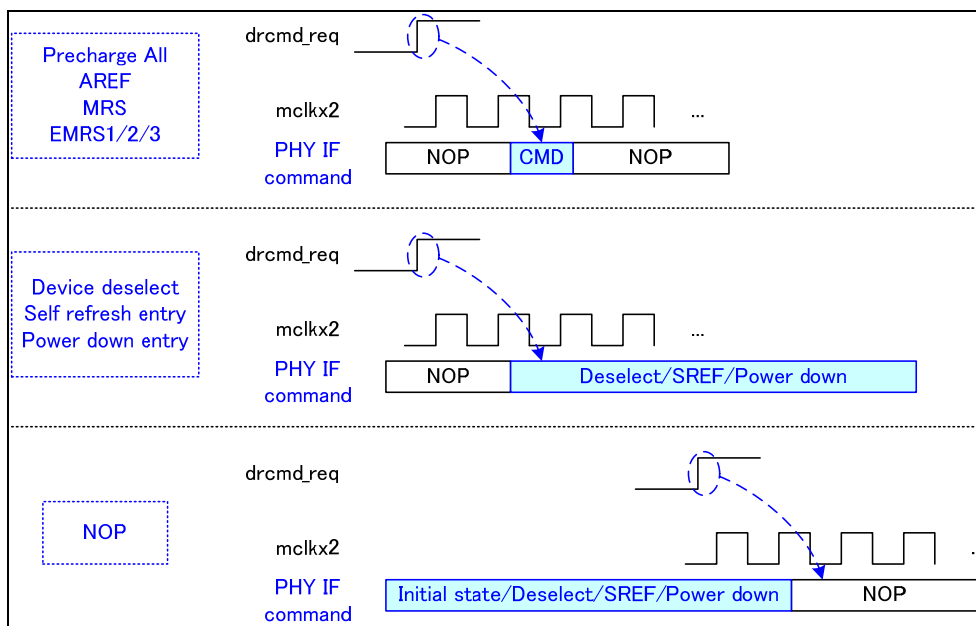 Precharge All
AREF
MRS
EMRS1/2/3
drcmd_req
mclkx2
...
PHY IF
command
NOP
CMD
NOP
Device deselect
Self refresh entry
Power down entry
drcmd_req
mclkx2
...
PHY IF
command
NOP
Deselect/SREF/Power down
NOP
drcmd_req
mclkx2
.
PHY IF
command
Initial state/Deselect/SREF/Power down
NOP